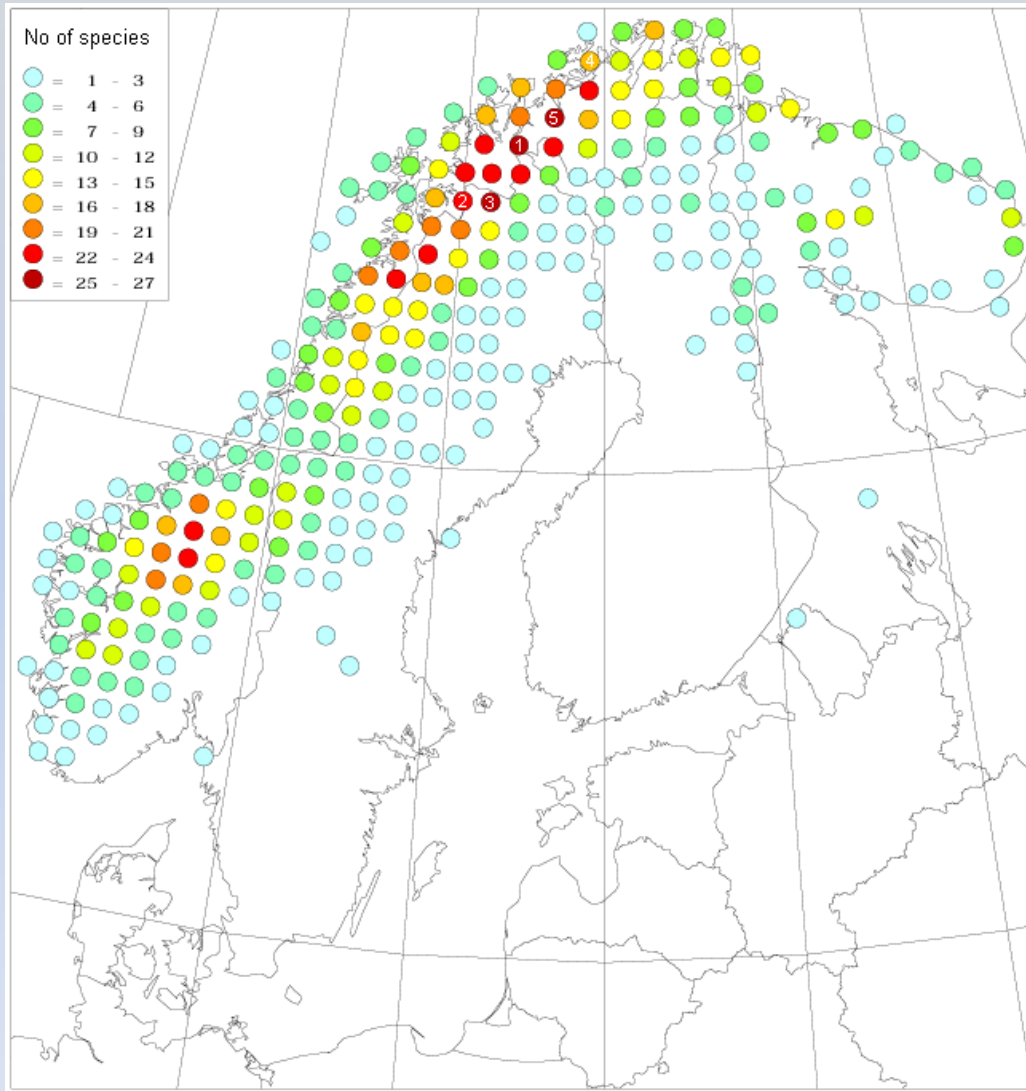 No of species
= 1 - 3
= 4 - 6
= 7 - 9
= 10 - 12
= 13 - 15
= 16 - 18
= 19 - 21
= 22 - 24
= 25 - 27
4
5
1
2 3